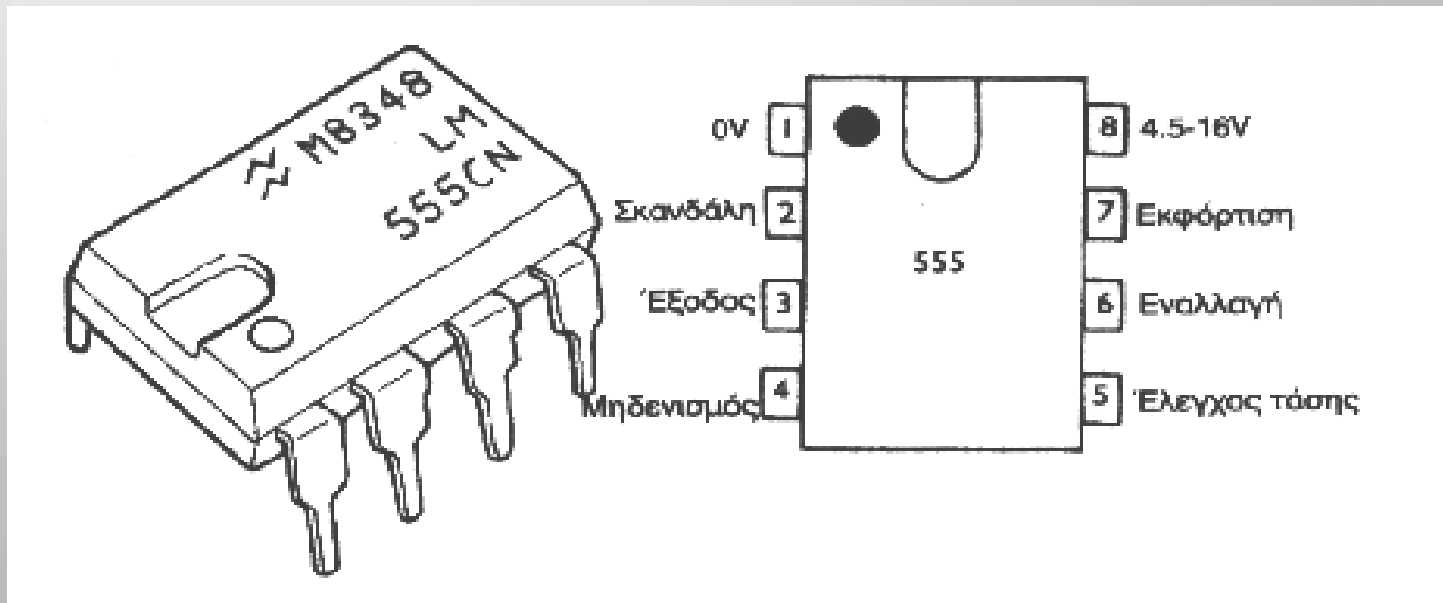 M8348
LM
555CN
0V 1
Σκανδάλη 2
Έξοδος 3
Μηδενισμός 4
555
8 4.5-16V
7 Εκφόρτιση
6 Εναλλαγή
5 Έλεγχος τάσης